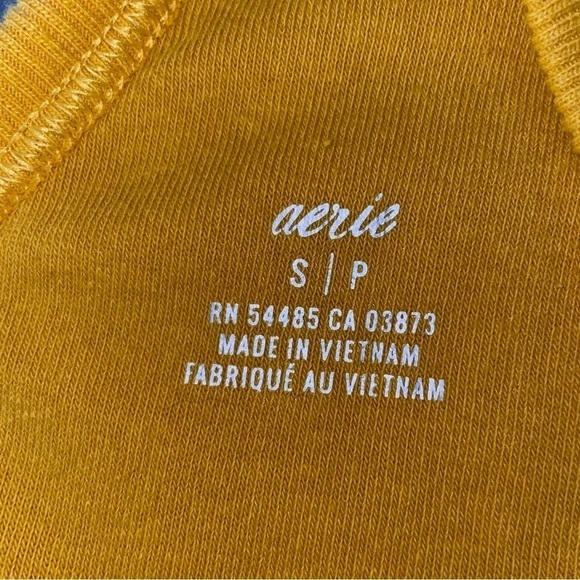 aerie
S | P
RN 54485 CA 03873
MADE IN VIETNAM
FABRIQUÉ AU VIETNAM